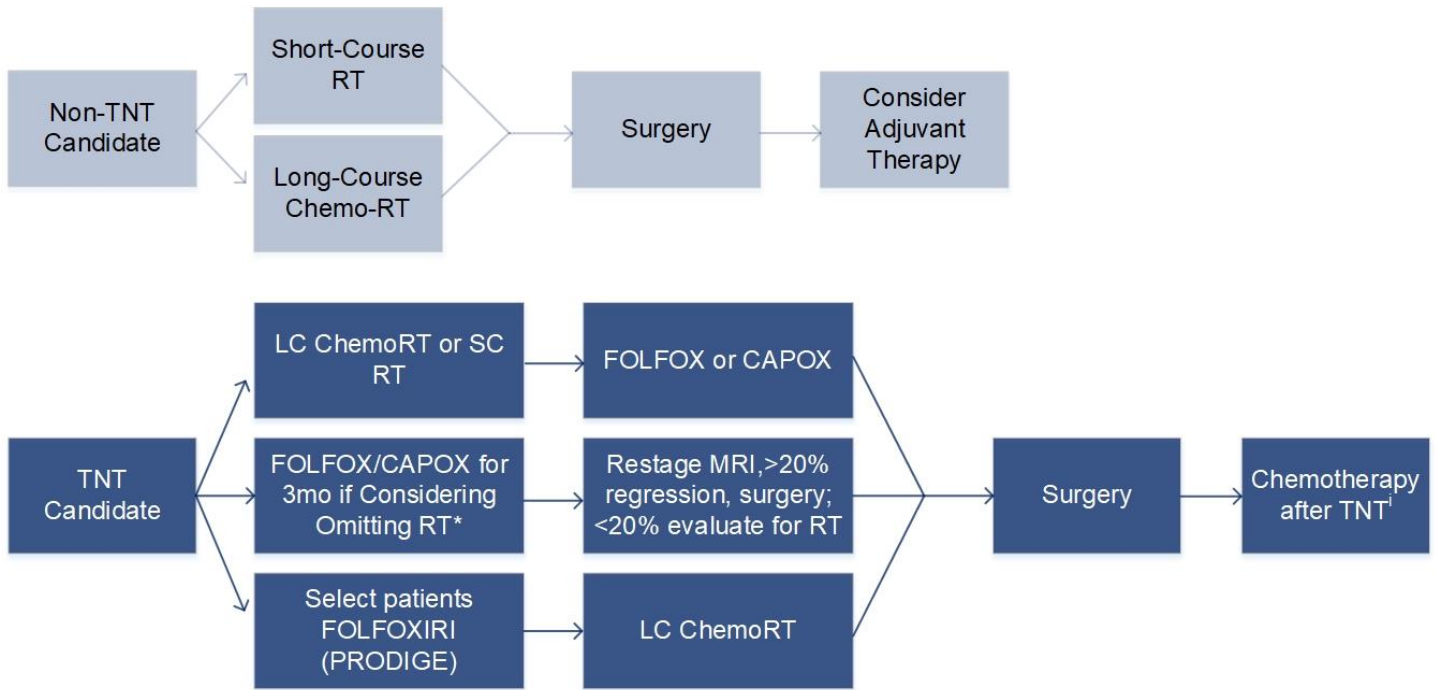 Non-TNT
Candidate
Short-Course
RT
Long-Course
Chemo-RT
Surgery
Consider
Adjuvant
Therapy
TNT
Candidate
LC ChemoRT or SC
RT
FOLFOX or CAPOX
FOLFOX/CAPOX for
3mo if Considering
Omitting RT*
Restage MRI,>20%
regression, surgery;
<20% evaluate for RT
Select patients
FOLFOXIRI
(PRODIGE)
LC ChemoRT
Surgery
Chemotherapy
after TNTⁱ